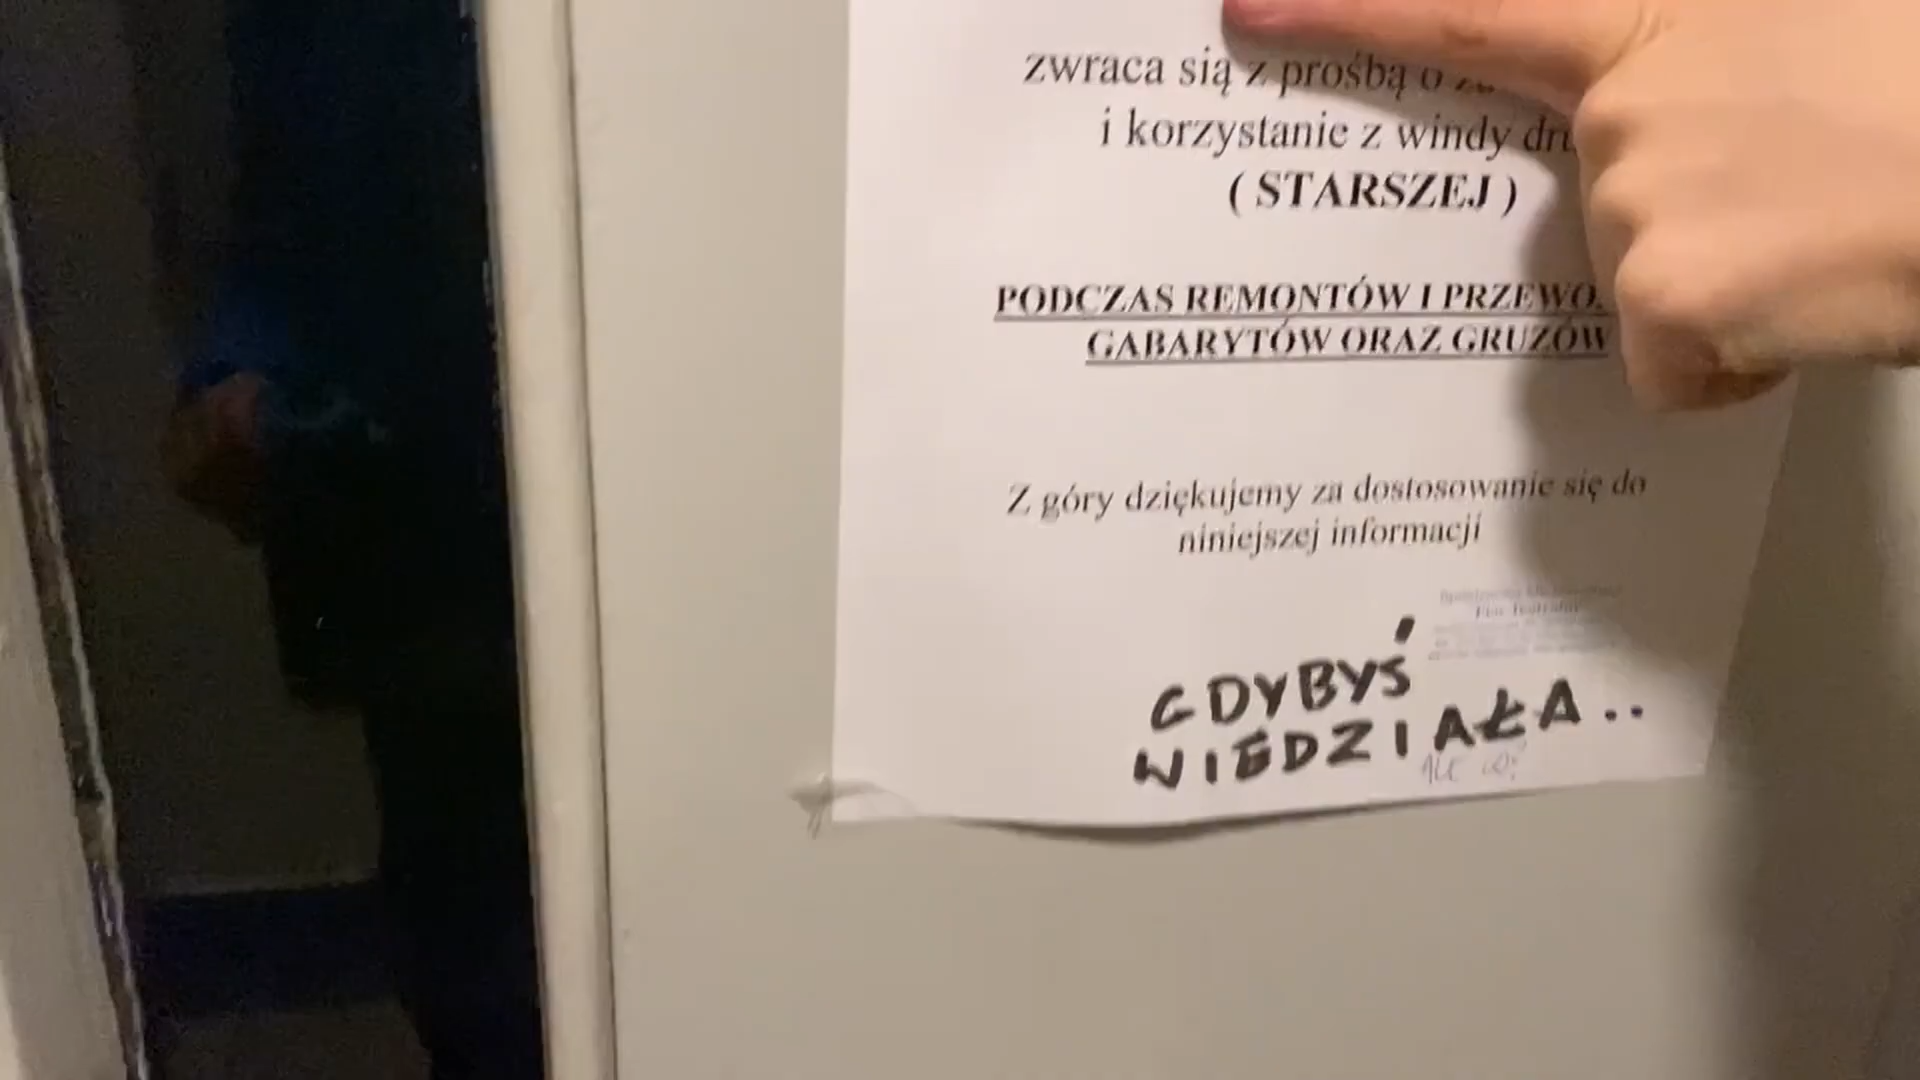 zwraca sią z prośbą o
i korzystanie z windy
( STARSZEJ )
PODCZAS REMONTÓW I
GABARYTÓW ORAZ GRUZÓW
Z góry dziękujemy za dostosowanie się do
niniejszej informacji
GDYBYŚ
WIEDZIAŁA..